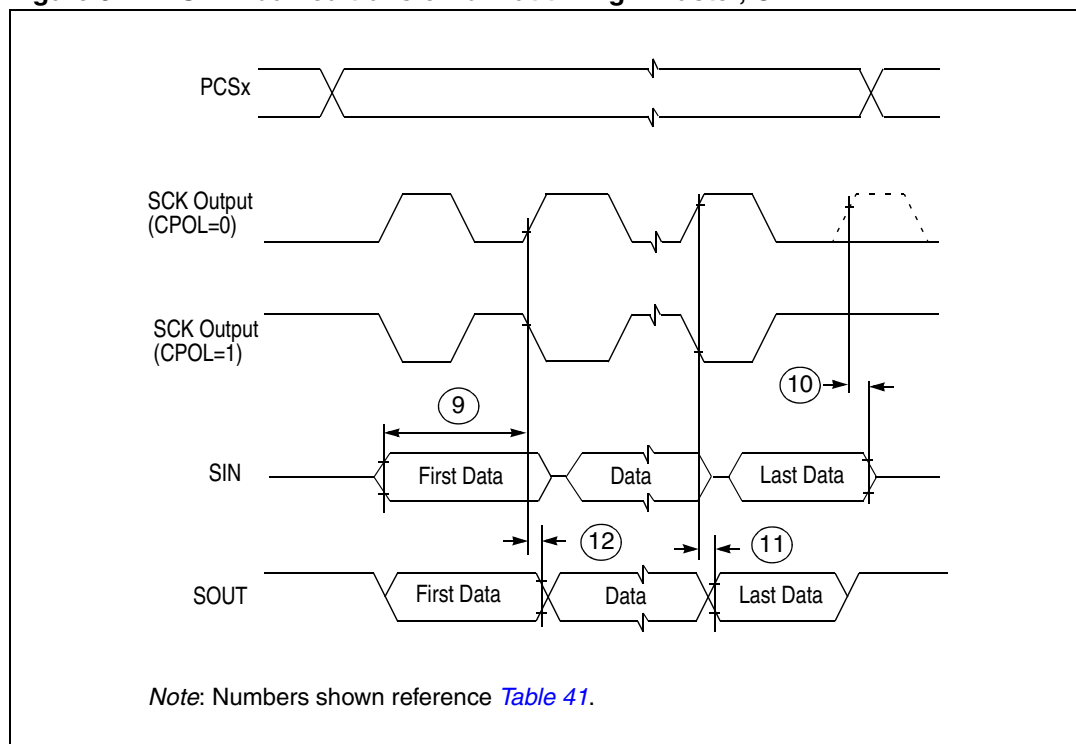 PCSx
SCK Output
(CPOL=0)
SCK Output
(CPOL=1)
10
9
SIN
First Data
Data
Last Data
12
11
SOUT
First Data
Data
Last Data
Note: Numbers shown reference Table 41.